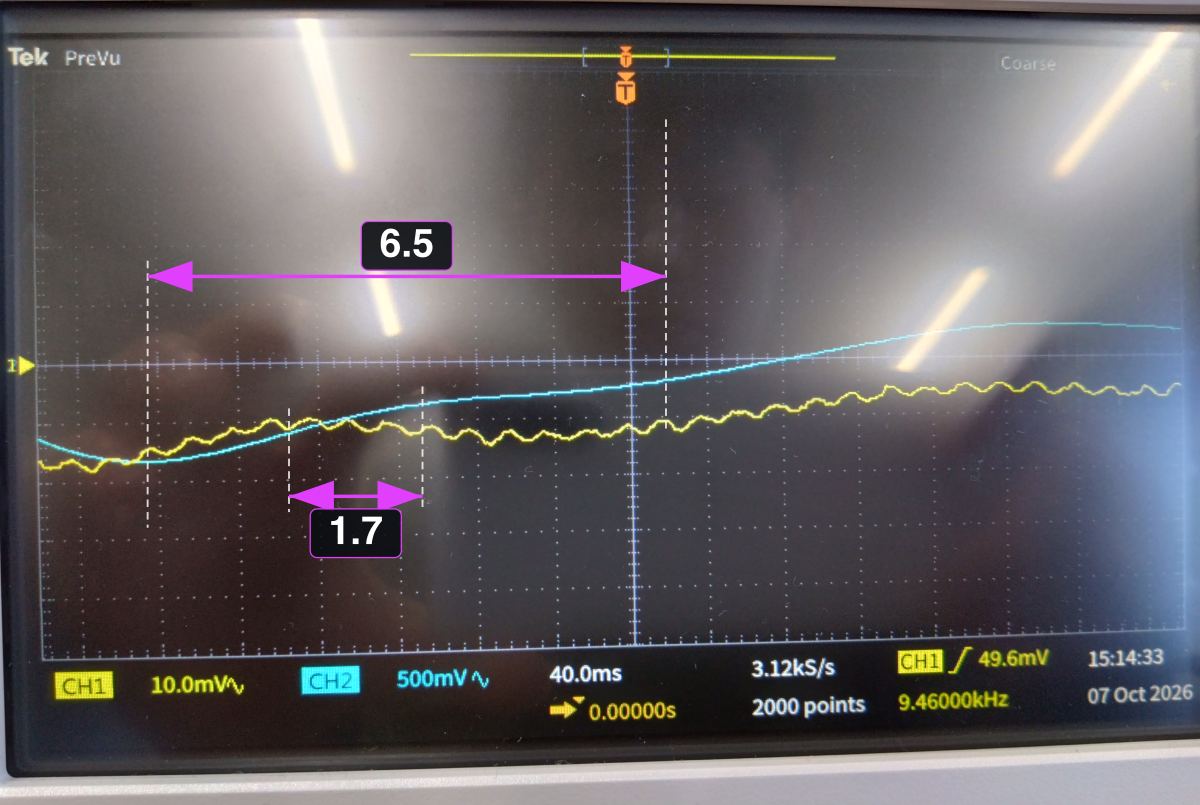 Tek PreVu
T
T
Coarse
6.5
1
1.7
CH1 10.0mV
CH2 500mV
40.0ms
0.00000s
3.12kS/s
2000 points
CH1 49.6mV
9.46000kHz
15:14:33
07 Oct 2026